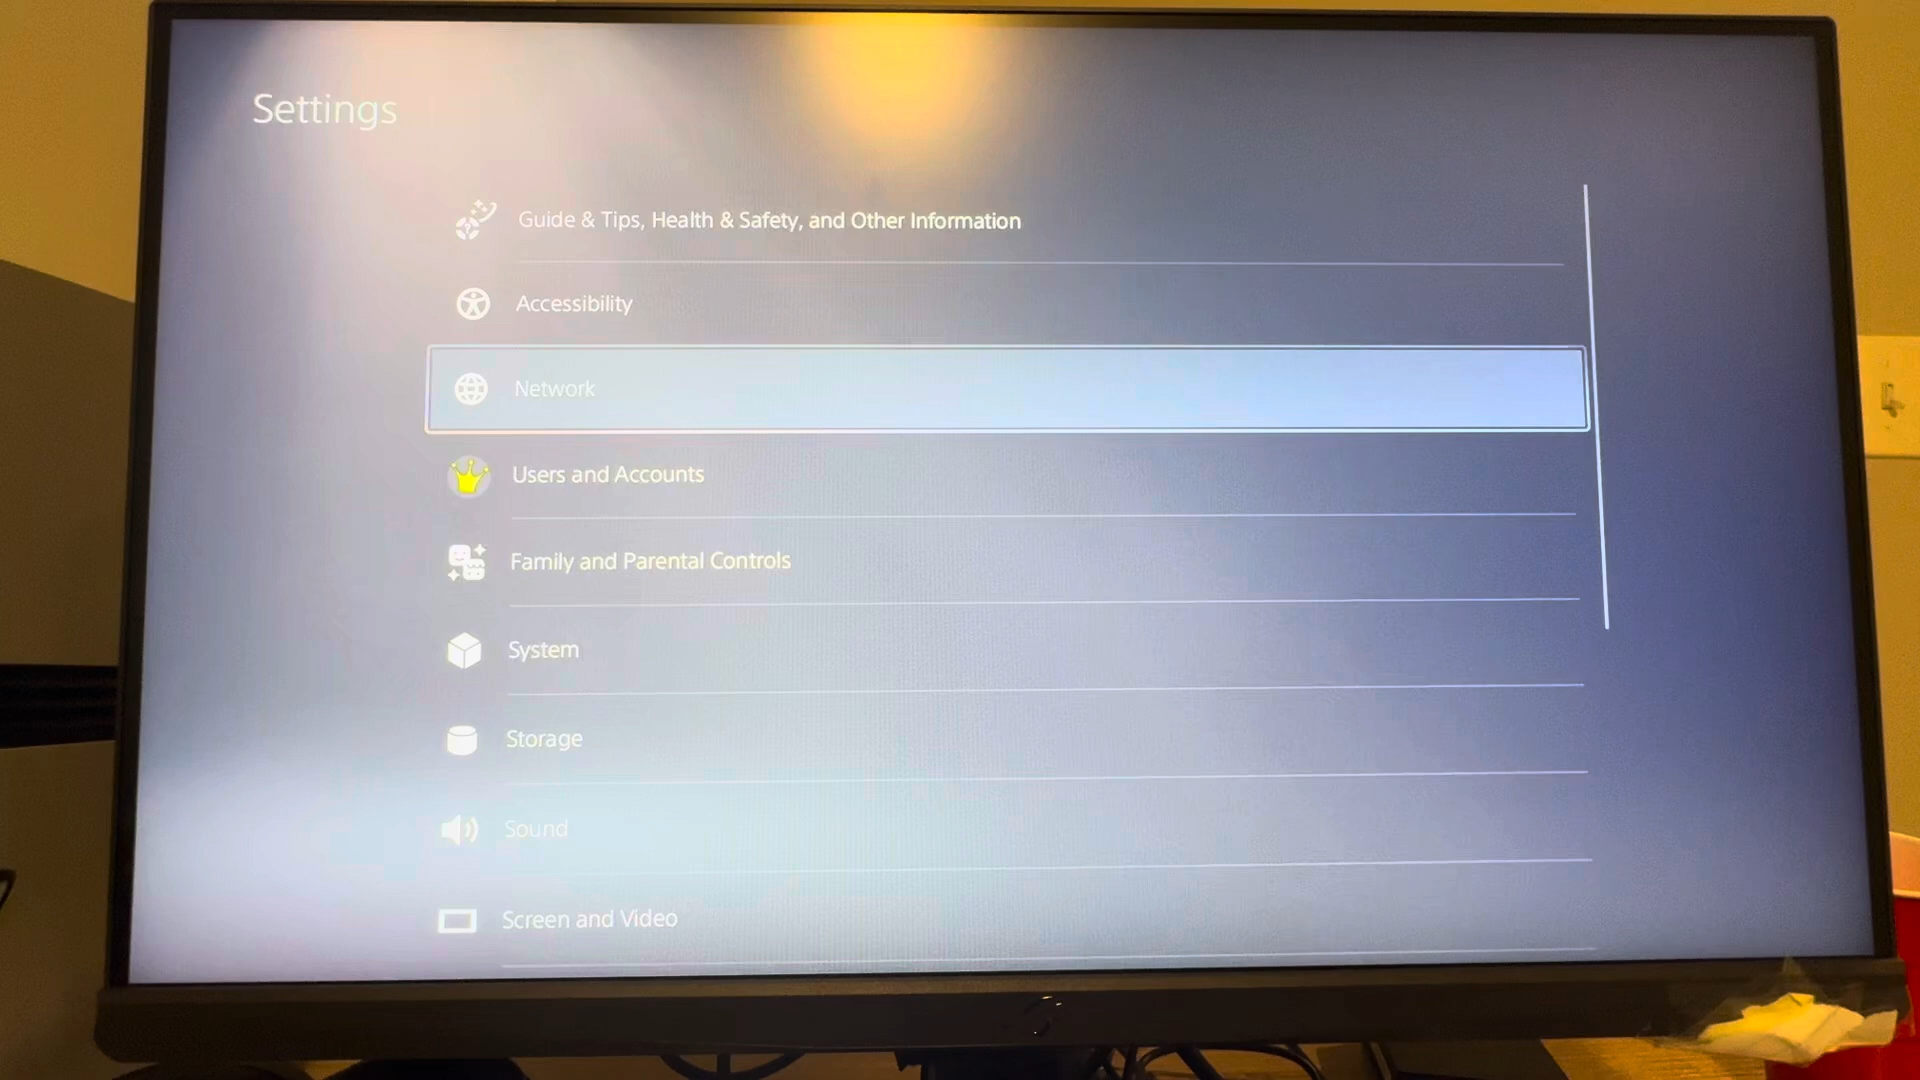 Settings
Guide & Tips, Health & Safety, and Other Information
Accessibility
Network
Users and Accounts
Family and Parental Controls
System
Storage
Sound
Screen and Video